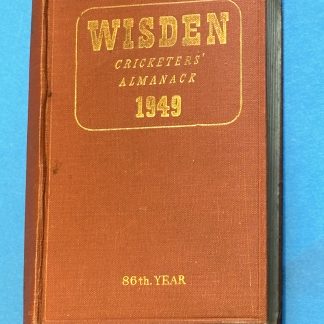 WISDEN
CRICKETERS'
ALMANACK
1949
86th. YEAR